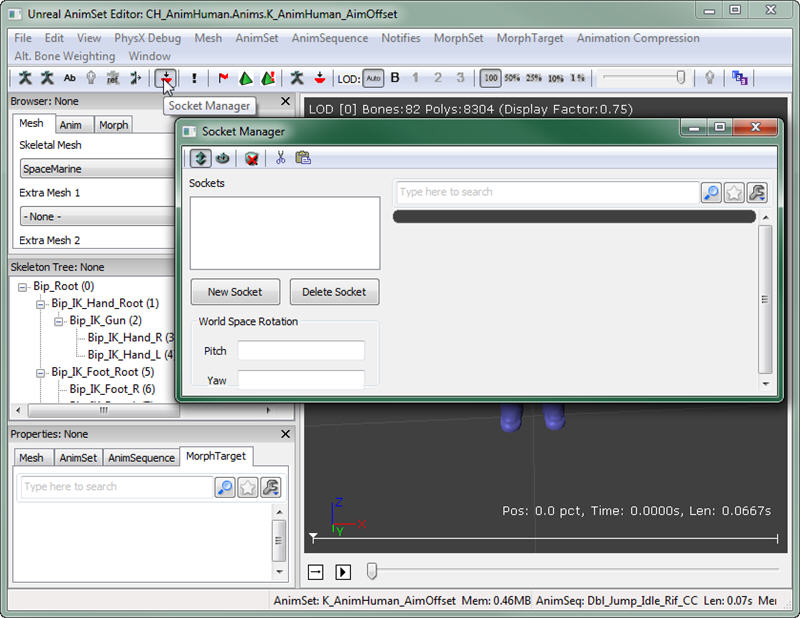 Unreal AnimSet Editor: CH_AnimHuman.Anims.K_AnimHuman_AimOffset
File Edit View PhysX Debug Mesh AnimSet AnimSequence Notifies MorphSet MorphTarget Animation Compression
Alt. Bone Weighting Window
Ab LOD: Auto B 1 2 3 100 50% 25% 10% 1%
Socket Manager
Browser: None
Mesh Anim Morph
Skeletal Mesh
SpaceMarine
Extra Mesh 1
- None -
Extra Mesh 2
LOD [0] Bones:82 Polys:8304 (Display Factor:0.75)
Socket Manager
Sockets
Type here to search
New Socket Delete Socket
World Space Rotation
Pitch
Yaw
Skeleton Tree: None
Bip_Root (0)
Bip_IK_Hand_Root (1)
Bip_IK_Gun (2)
Bip_IK_Hand_R (3
Bip_IK_Hand_L (4
Bip_IK_Foot_Root (5)
Bip_IK_Foot_R (6)
Properties: None
Mesh AnimSet AnimSequence MorphTarget
Type here to search
Z
X
Y
Pos: 0.0 pct, Time: 0.0000s, Len: 0.0667s
AnimSet: K_AnimHuman_AimOffset Mem: 0.46MB AnimSeq: Dbl_Jump_Idle_Rif_CC Len: 0.07s Mer